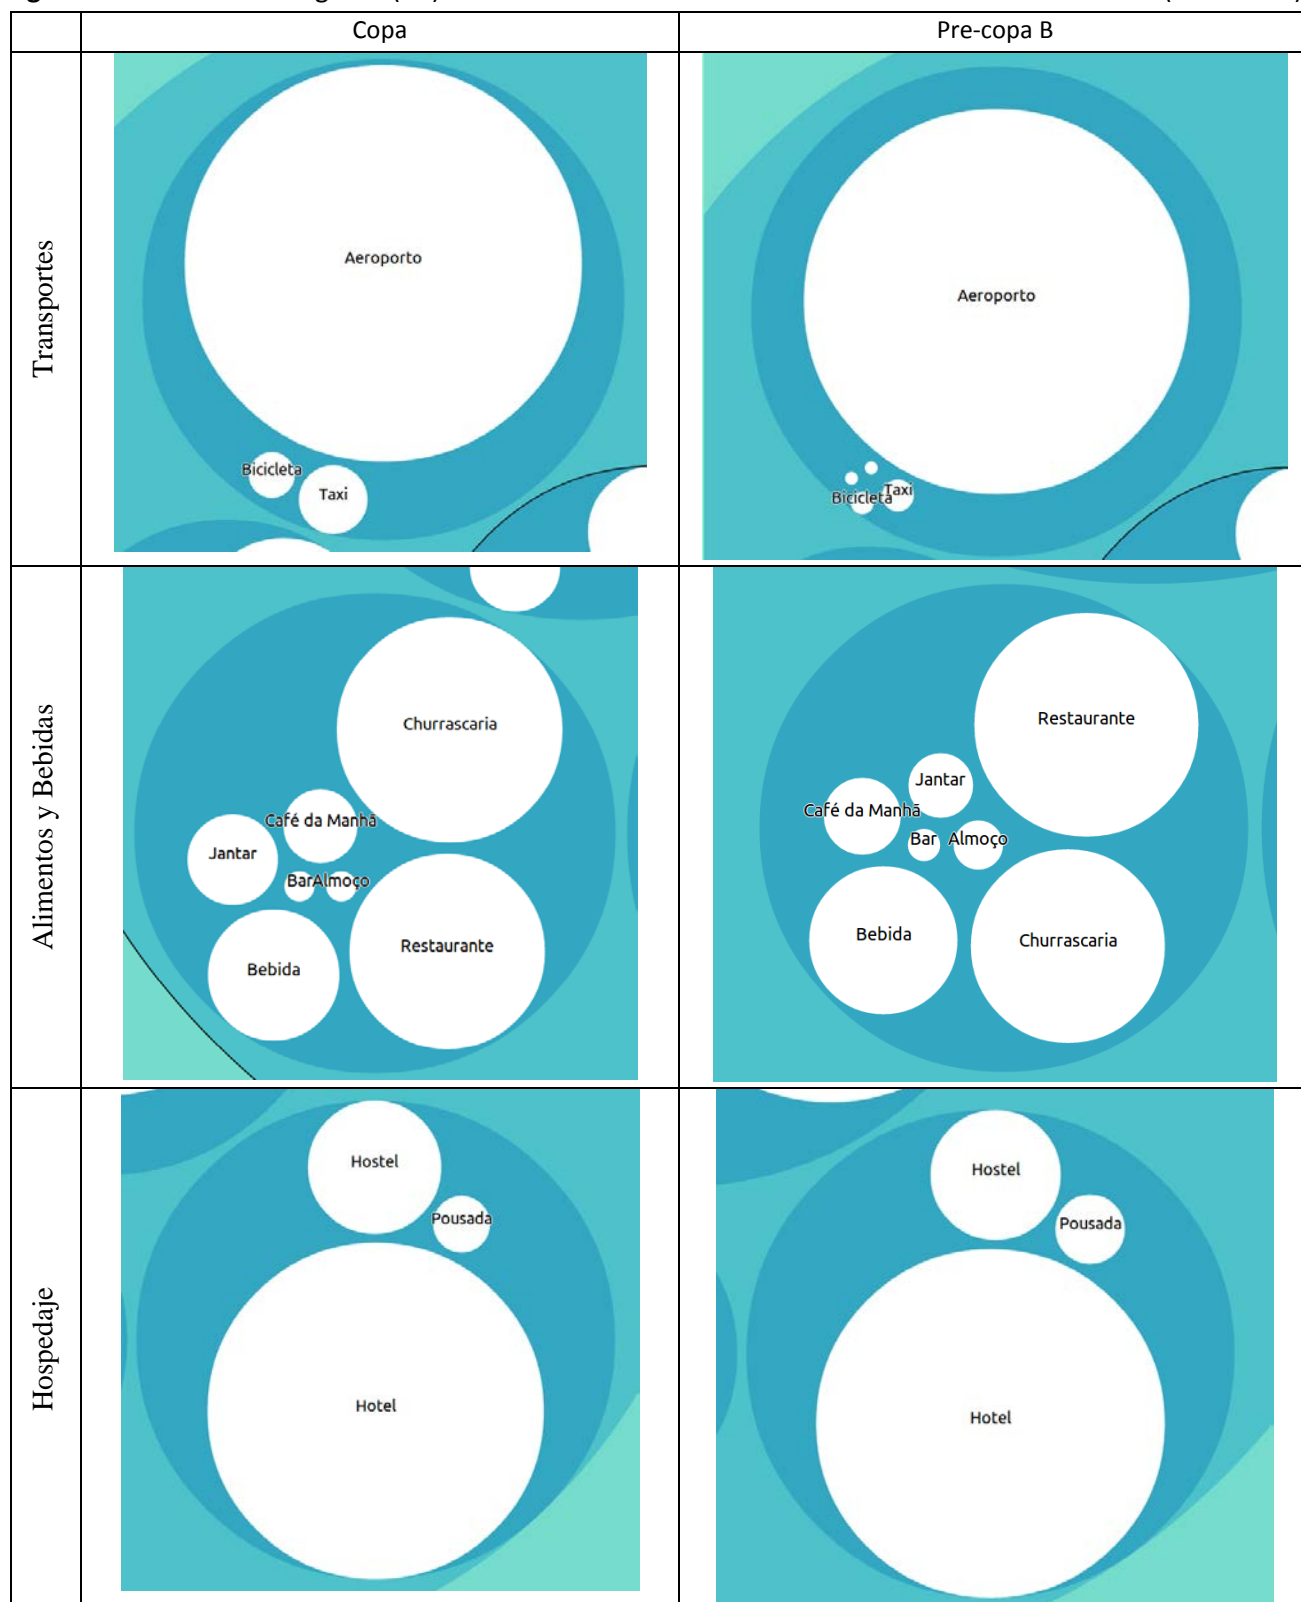 Copa
Pre-copa B
Transportes
Aeroporto
Bicicleta
Taxi
Aeroporto
Bicicleta
Taxi
Alimentos y Bebidas
Churrascaria
Café da Manhã
Jantar
Bar
Almoço
Restaurante
Bebida
Restaurante
Jantar
Café da Manhã
Bar
Almoço
Bebida
Churrascaria
Hospedaje
Hostel
Pousada
Hotel
Hostel
Pousada
Hotel